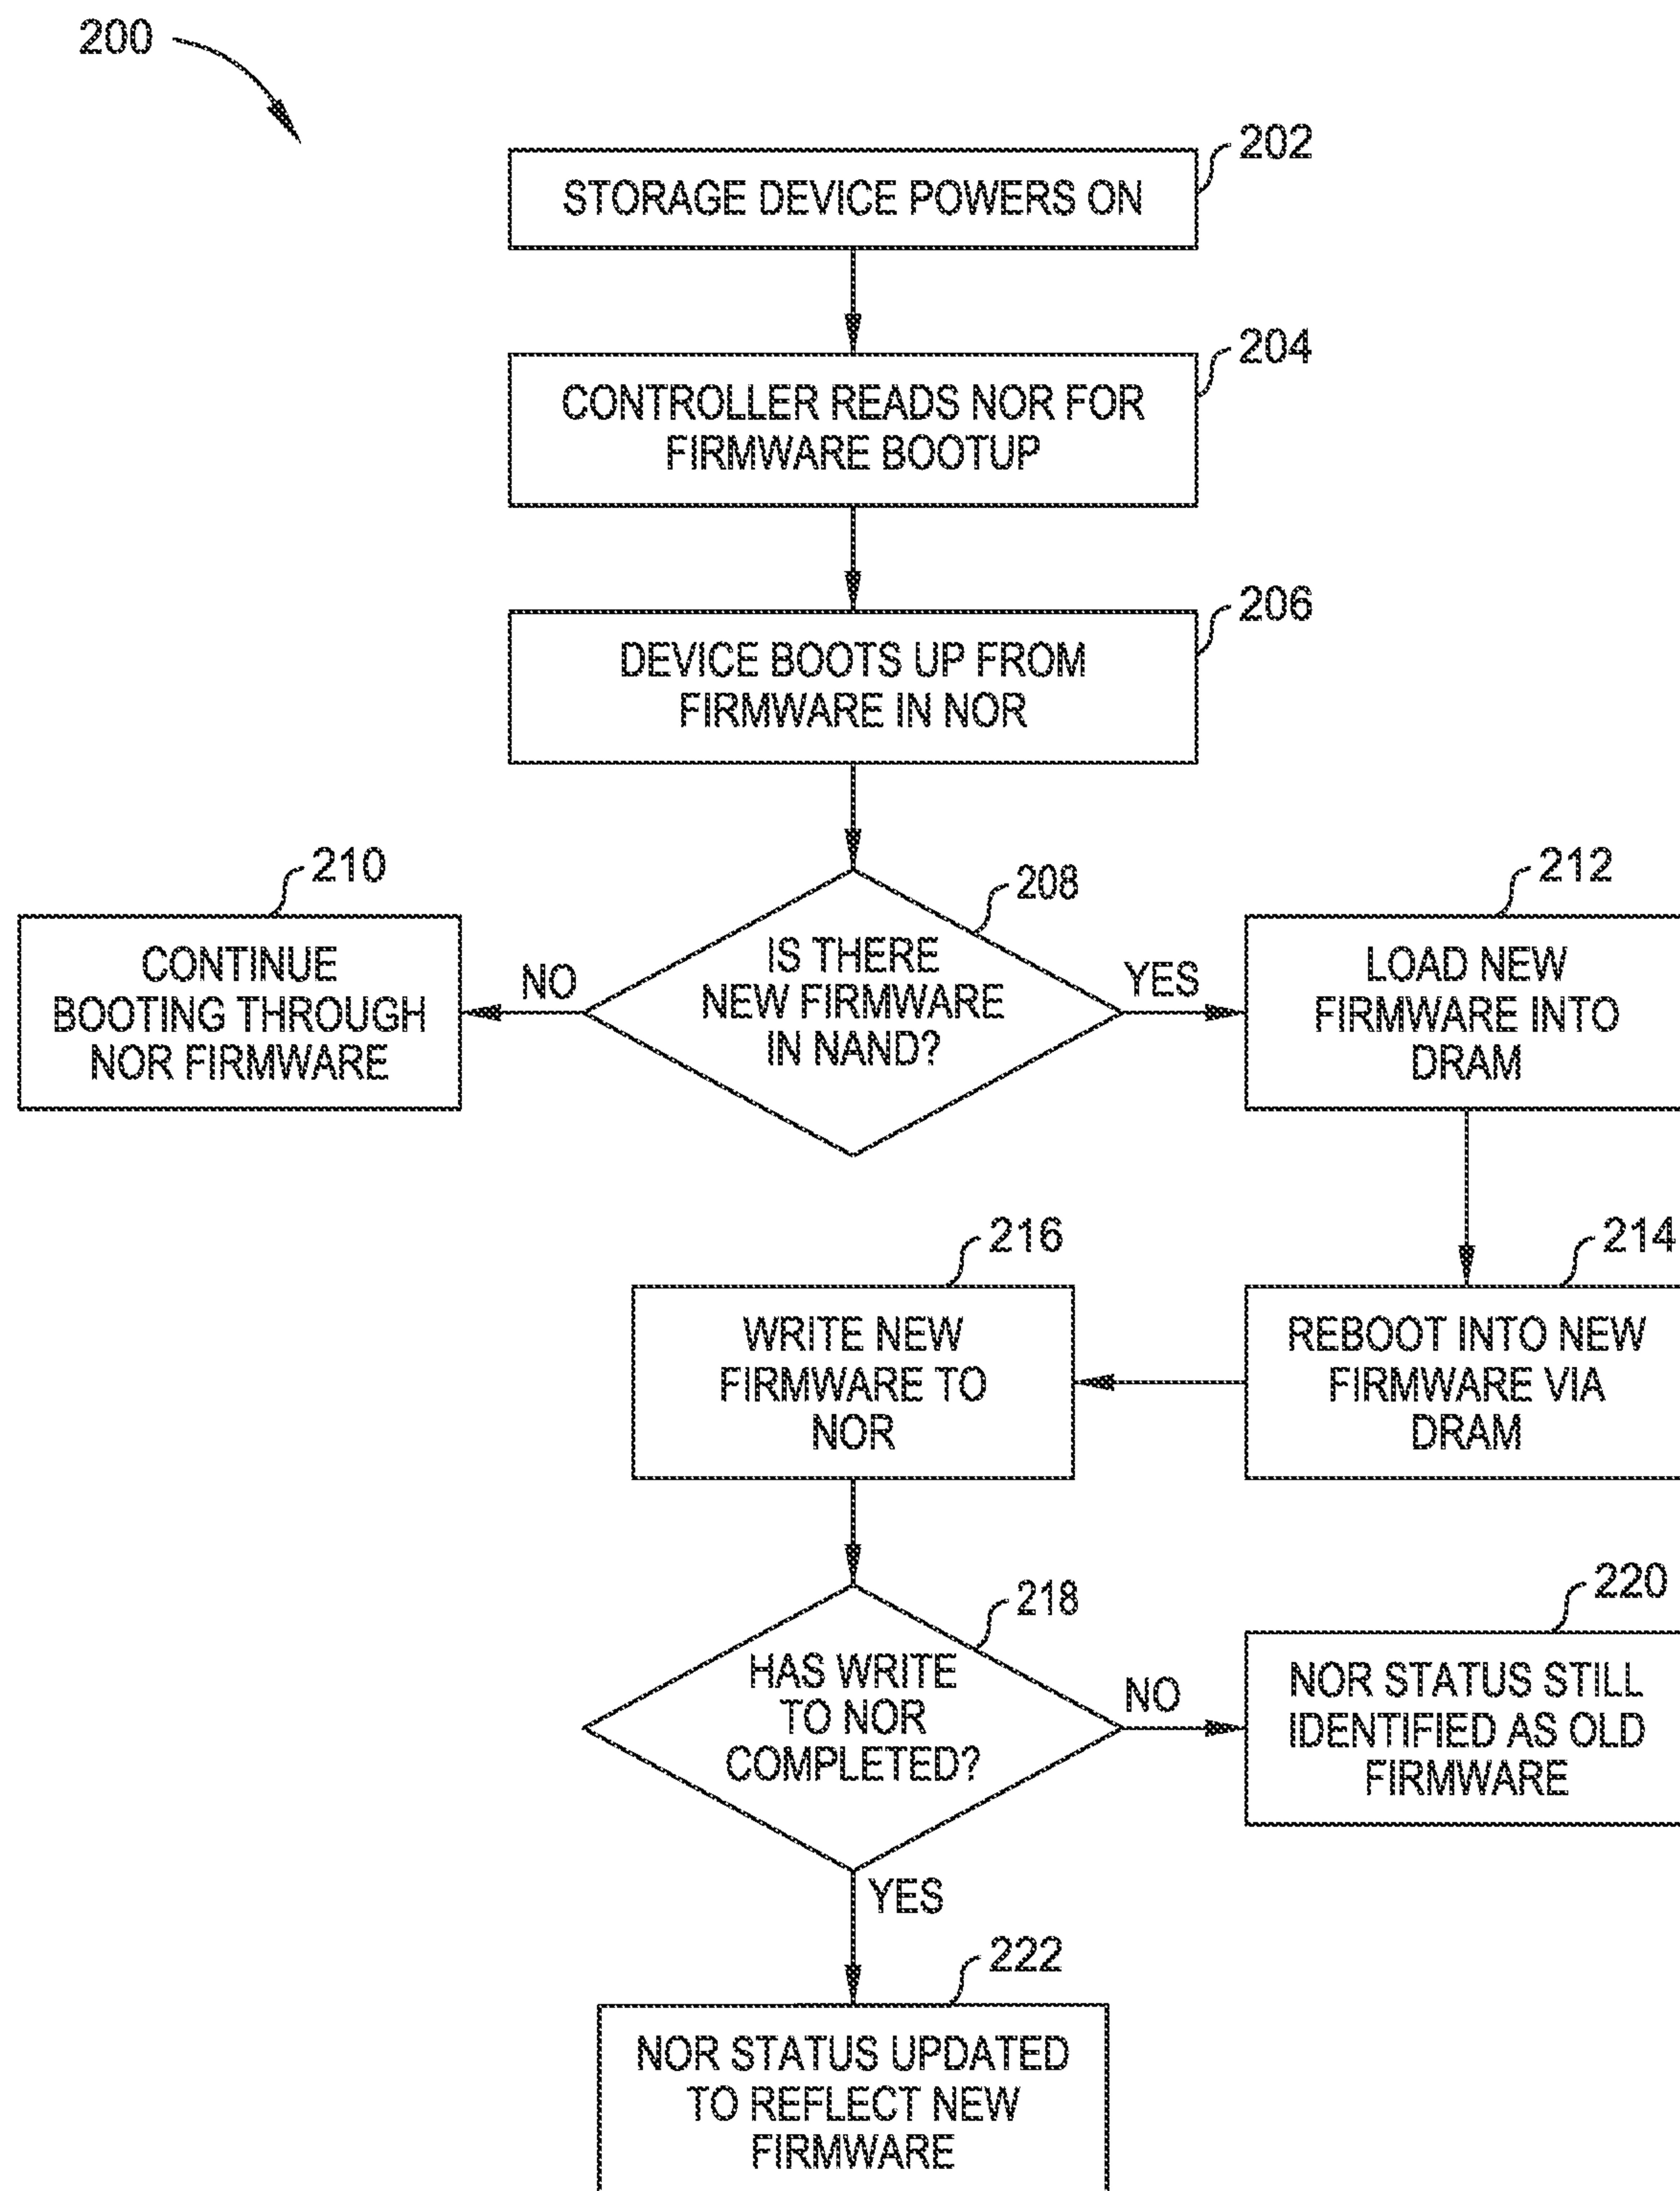 200
202
STORAGE DEVICE POWERS ON
204
CONTROLLER READS NOR FOR
FIRMWARE BOOTUP
206
DEVICE BOOTS UP FROM
FIRMWARE IN NOR
208
IS THERE
NEW FIRMWARE
IN NAND?
NO
YES
210
CONTINUE
BOOTING THROUGH
NOR FIRMWARE
212
LOAD NEW
FIRMWARE INTO
DRAM
214
REBOOT INTO NEW
FIRMWARE VIA
DRAM
216
WRITE NEW
FIRMWARE TO
NOR
218
HAS WRITE
TO NOR
COMPLETED?
NO
220
NOR STATUS STILL
IDENTIFIED AS OLD
FIRMWARE
YES
222
NOR STATUS UPDATED
TO REFLECT NEW
FIRMWARE